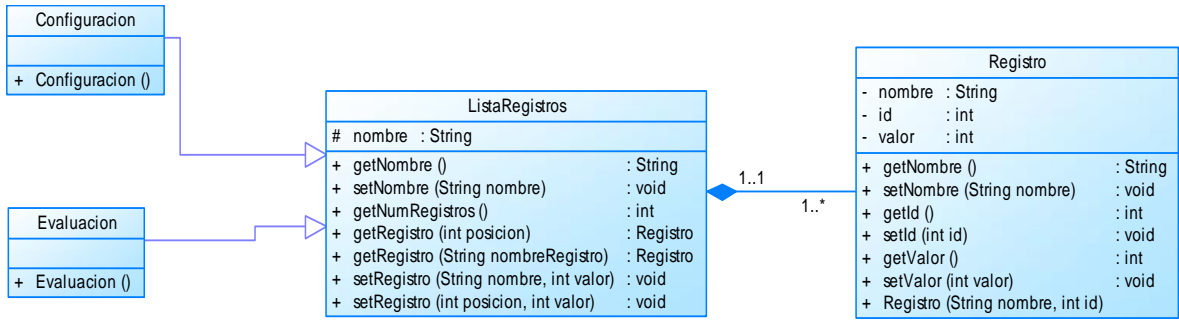 Configuracion
+ Configuracion ()
Evaluacion
+ Evaluacion ()
ListaRegistros
# nombre : String
+ getNombre () : String
+ setNombre (String nombre) : void
+ getNumRegistros () : int
+ getRegistro (int posicion) : Registro
+ getRegistro (String nombreRegistro) : Registro
+ setRegistro (String nombre, int valor) : void
+ setRegistro (int posicion, int valor) : void
1..1
1..*
Registro
- nombre : String
- id : int
- valor : int
+ getNombre () : String
+ setNombre (String nombre) : void
+ getId () : int
+ setId (int id) : void
+ getValor () : int
+ setValor (int valor) : void
+ Registro (String nombre, int id)